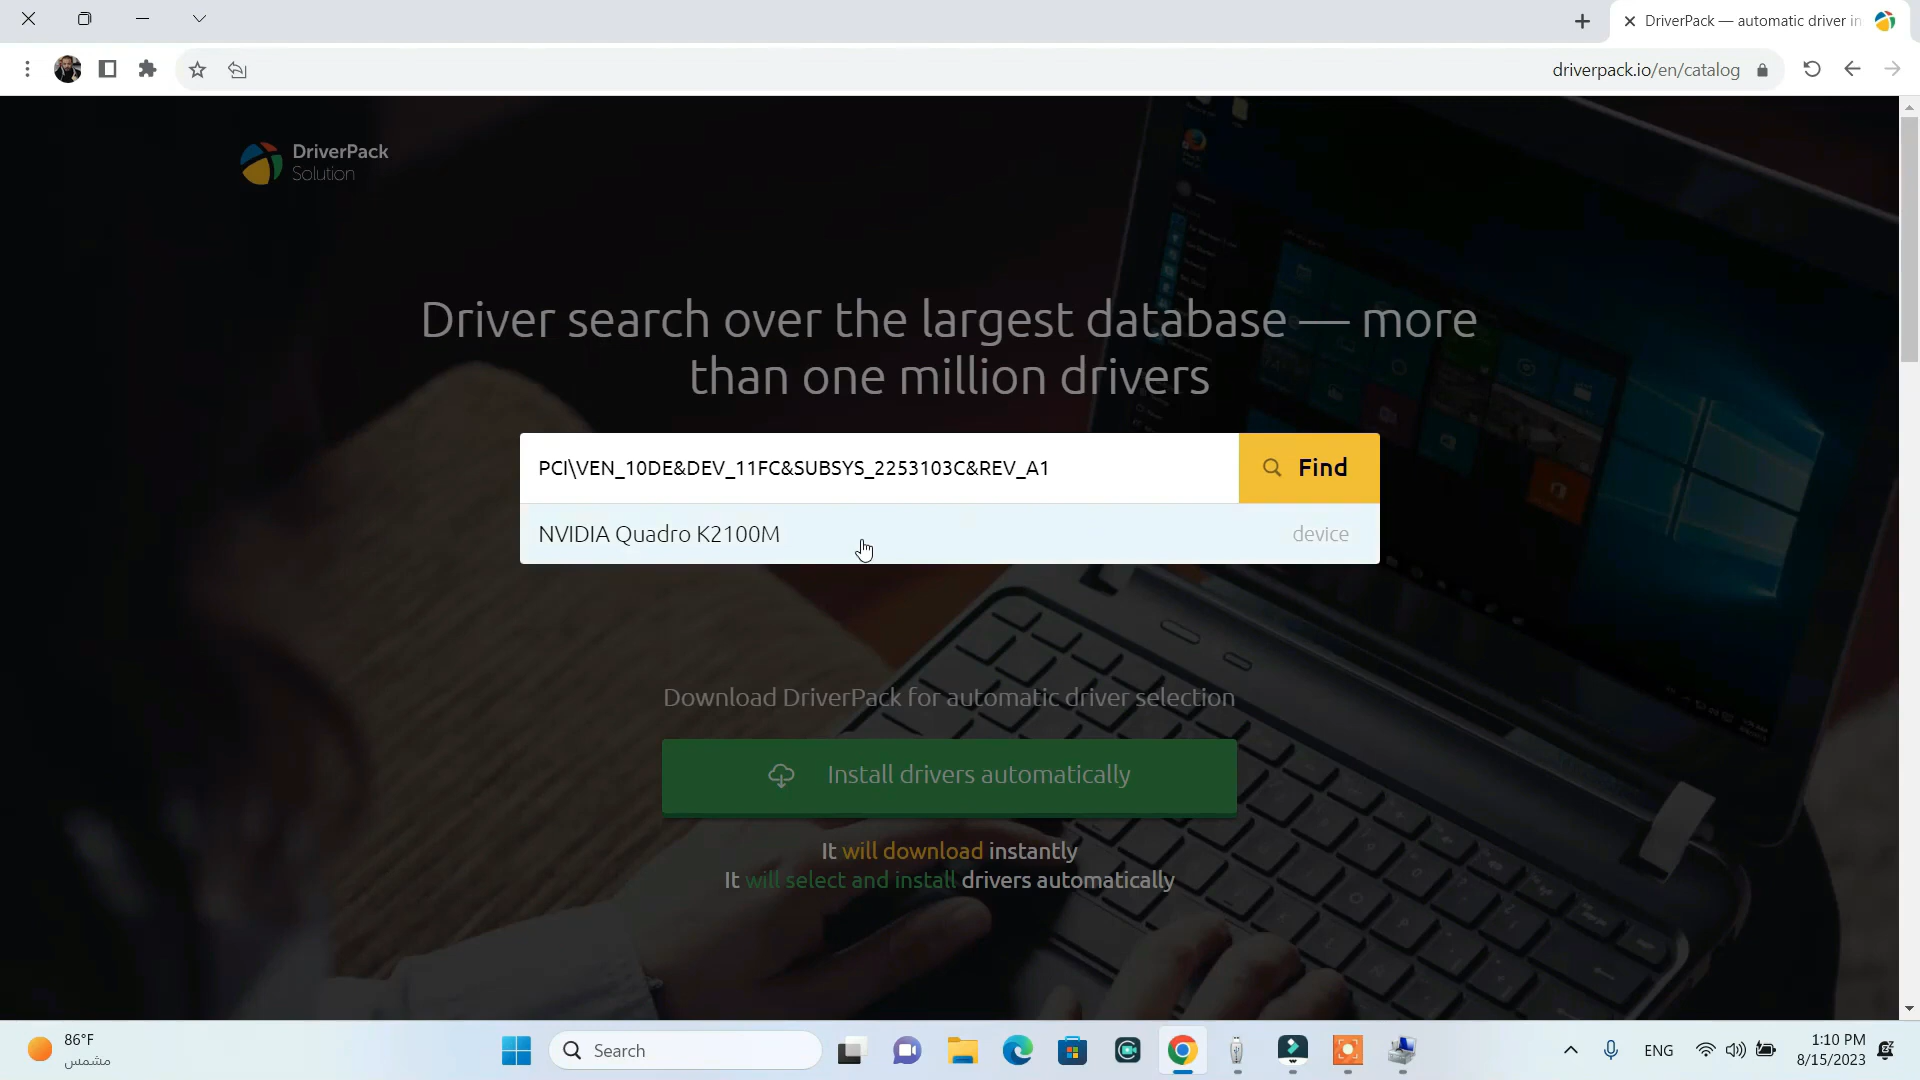 DriverPack — automatic driver in
driverpack.io/en/catalog
DriverPack
Solution
Driver search over the largest database — more
than one million drivers
PCI\VEN_10DE&DEV_11FC&SUBSYS_2253103C&REV_A1
Find
NVIDIA Quadro K2100M
device
Download DriverPack for automatic driver selection
Install drivers automatically
It will download instantly
It will select and install drivers automatically
86°F
مشمس
Search
ENG
1:10 PM
8/15/2023